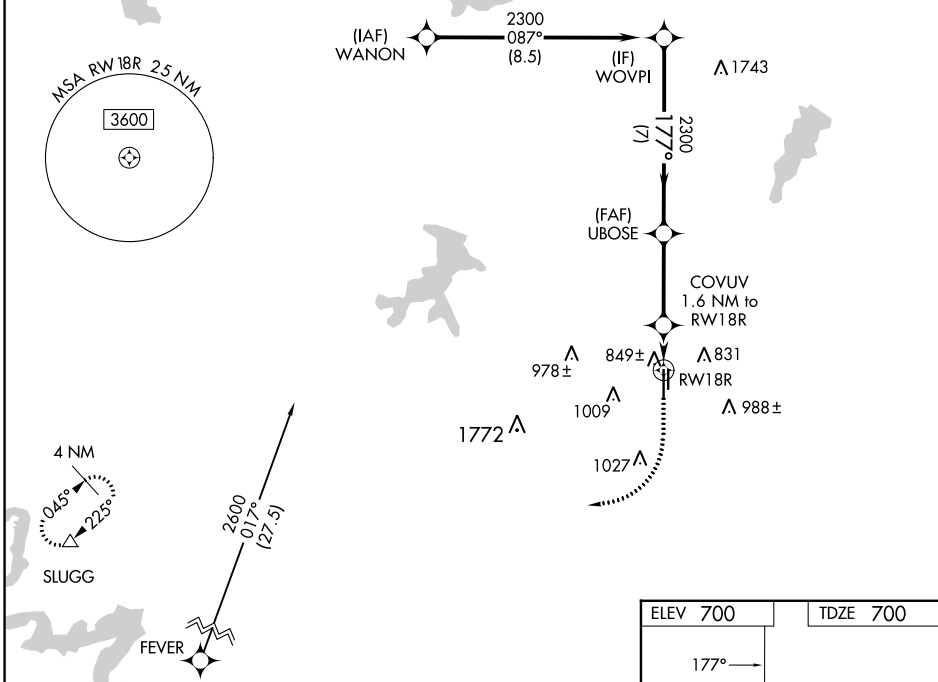 2300
087°
(8.5)
(IAF)
WANON
(IF)
WOVPI
1743
MSA RW 18R 25 NM
3600
2300
177°
(7)
(FAF)
UBOSE
COVUV
1.6 NM to
RW18R
978±
849±
831
RW18R
1009
988±
1772
1027
4 NM
045°
225°
SLUGG
2600
017°
(27.5)
FEVER
ELEV 700
TDZE 700
177°